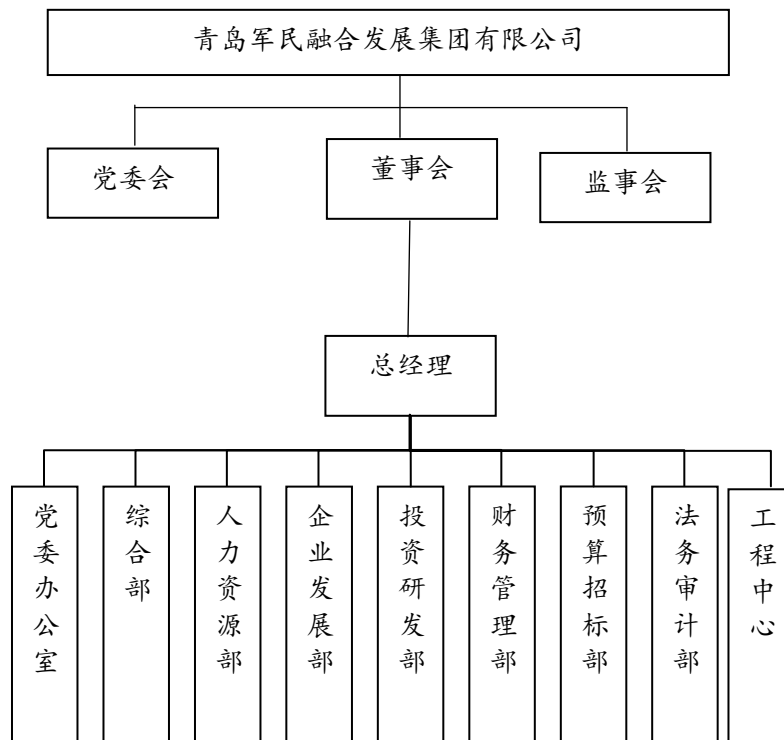 青岛军民融合发展集团有限公司
党委会
董事会
监事会
总经理
党委办公室
综合部
人力资源部
企业发展部
投资研发部
财务管理部
预算招标部
法务审计部
工程中心